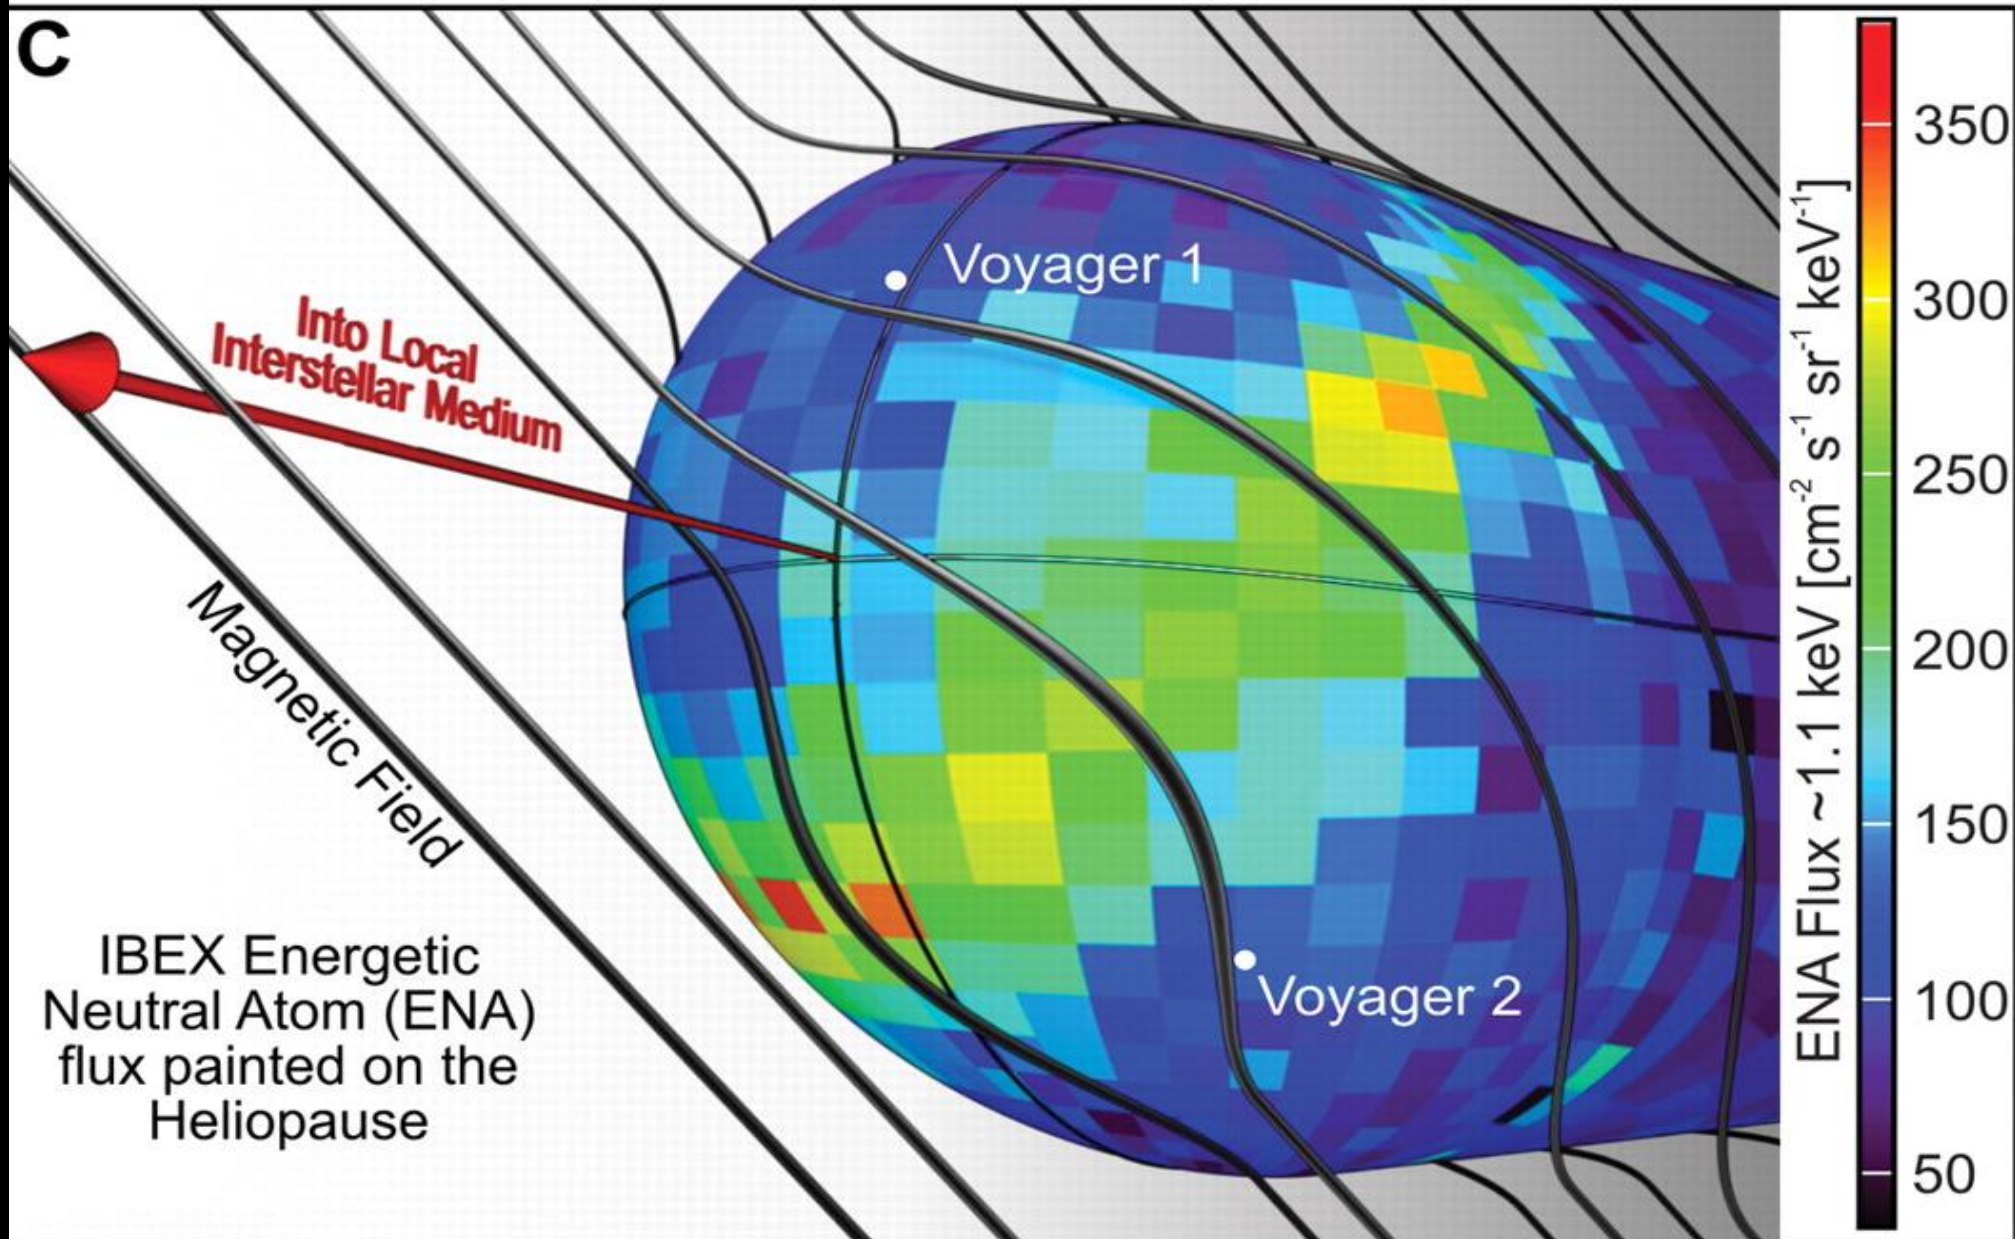 C
Into Local
Interstellar Medium
Voyager 1
Magnetic Field
Voyager 2
IBEX Energetic
Neutral Atom (ENA)
flux painted on the
Heliopause
ENA Flux ~1.1 keV [cm⁻² s⁻¹ sr⁻¹ keV⁻¹]
350
300
250
200
150
100
50